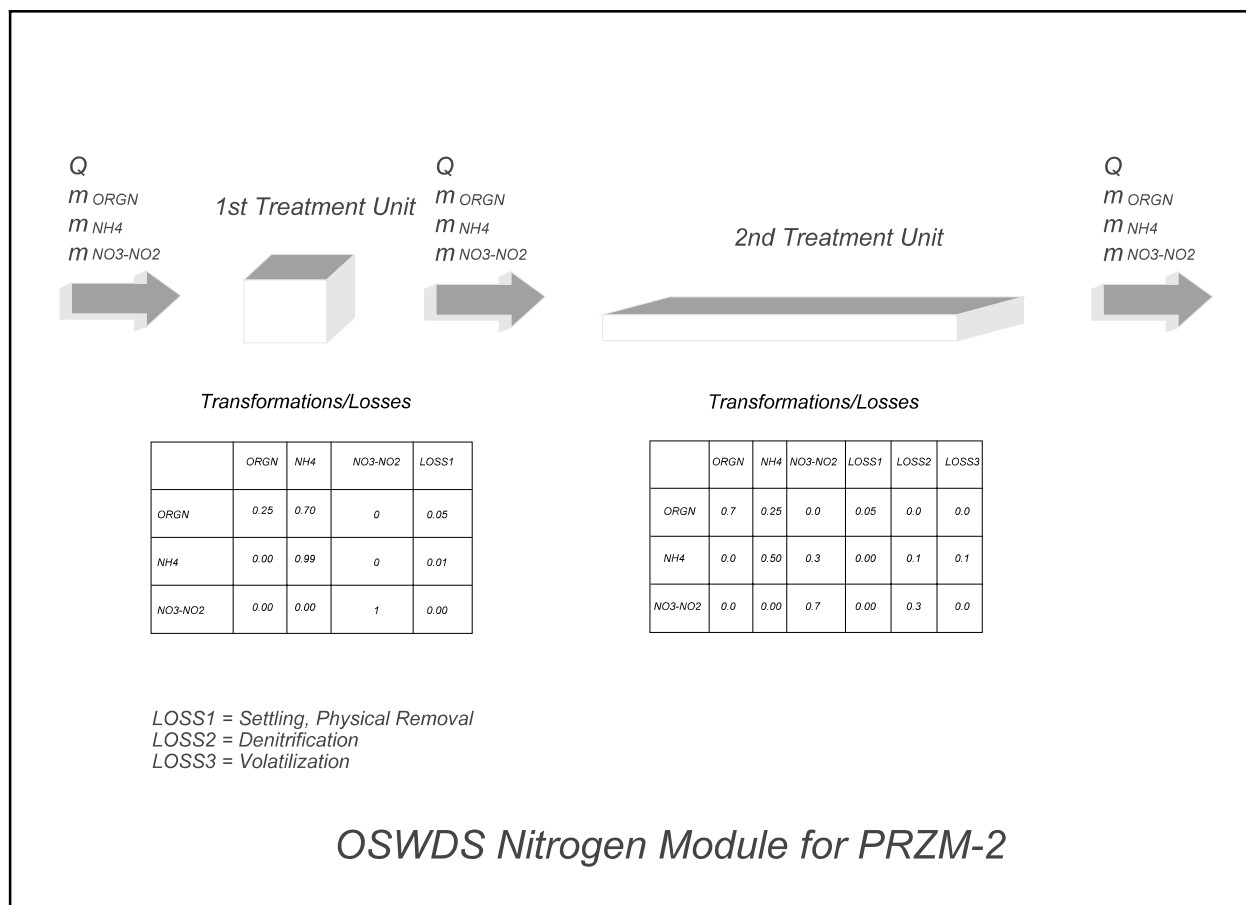 Q
m ORGN
m NH4
m NO3-NO2
1st Treatment Unit
Q
m ORGN
m NH4
m NO3-NO2
2nd Treatment Unit
Q
m ORGN
m NH4
m NO3-NO2
Transformations/Losses
ORGN NH4 NO3-NO2 LOSS1
ORGN 0.25 0.70 0 0.05
NH4 0.00 0.99 0 0.01
NO3-NO2 0.00 0.00 1 0.00
Transformations/Losses
ORGN NH4 NO3-NO2 LOSS1 LOSS2 LOSS3
ORGN 0.7 0.25 0.0 0.05 0.0 0.0
NH4 0.0 0.50 0.3 0.00 0.1 0.1
NO3-NO2 0.0 0.00 0.7 0.00 0.3 0.0
LOSS1 = Settling, Physical Removal
LOSS2 = Denitrification
LOSS3 = Volatilization
OSWDS Nitrogen Module for PRZM-2